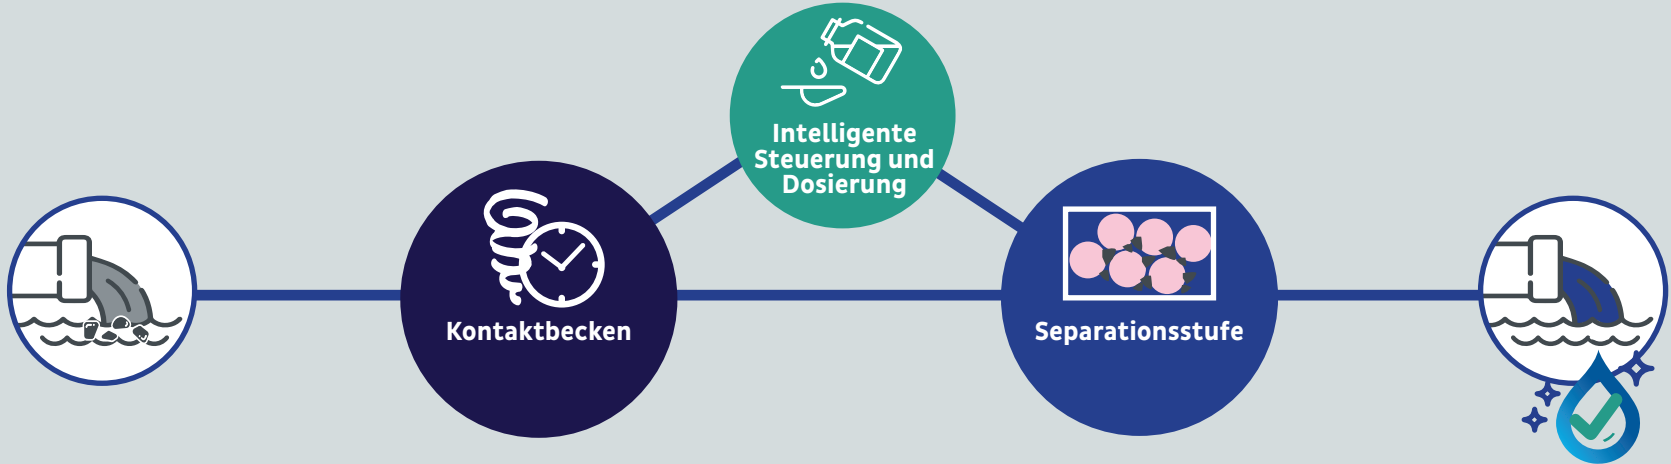 Intelligente
Steuerung und
Dosierung
Kontaktbecken
Separationsstufe